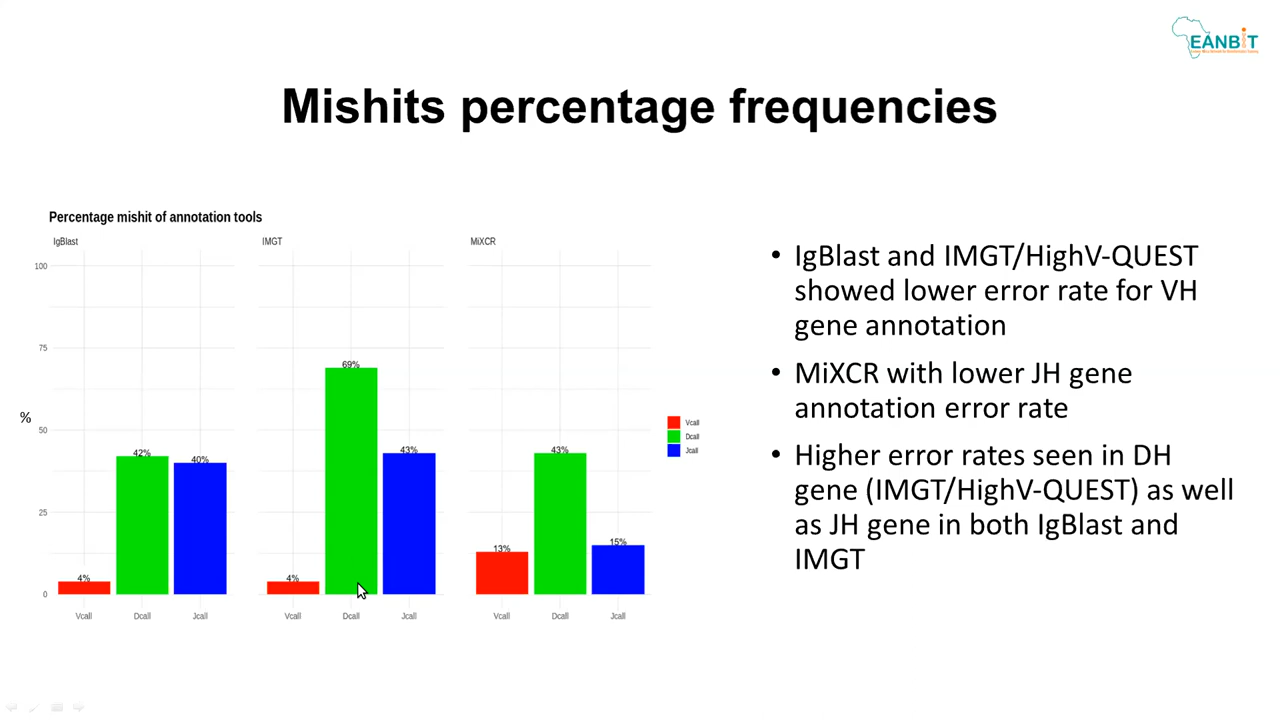 EANBiT
Mishits percentage frequencies
Percentage mishit of annotation tools
IgBlast
IMGT
MiXCR
100
75
%
50
25
0
4%
42%
40%
4%
69%
43%
13%
43%
15%
Vcall
Dcall
Jcall
Vcall
Dcall
Jcall
Vcall
Dcall
Jcall
Vcall
Dcall
Jcall
• IgBlast and IMGT/HighV-QUEST
showed lower error rate for VH
gene annotation
• MiXCR with lower JH gene
annotation error rate
• Higher error rates seen in DH
gene (IMGT/HighV-QUEST) as well
as JH gene in both IgBlast and
IMGT